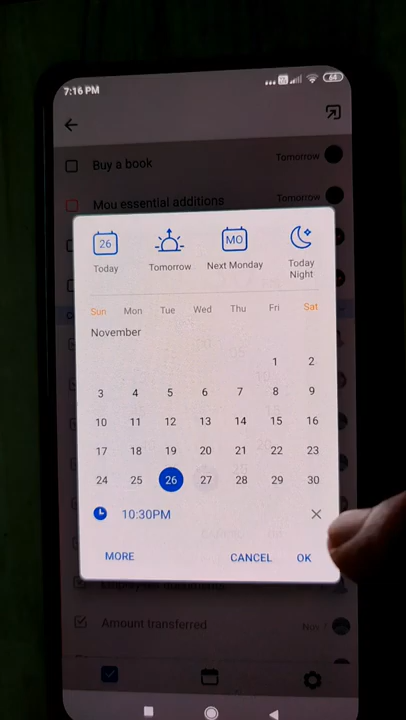 7:16 PM
64
Buy a book
Tomorrow
Mou essential additions
Tomorrow
26
MO
Today
Tomorrow
Next Monday
Today
Night
Sun Mon Tue Wed Thu Fri Sat
November
1 2
3 4 5 6 7 8 9
10 11 12 13 14 15 16
17 18 19 20 21 22 23
24 25 26 27 28 29 30
10:30PM
MORE CANCEL OK
Amount transferred